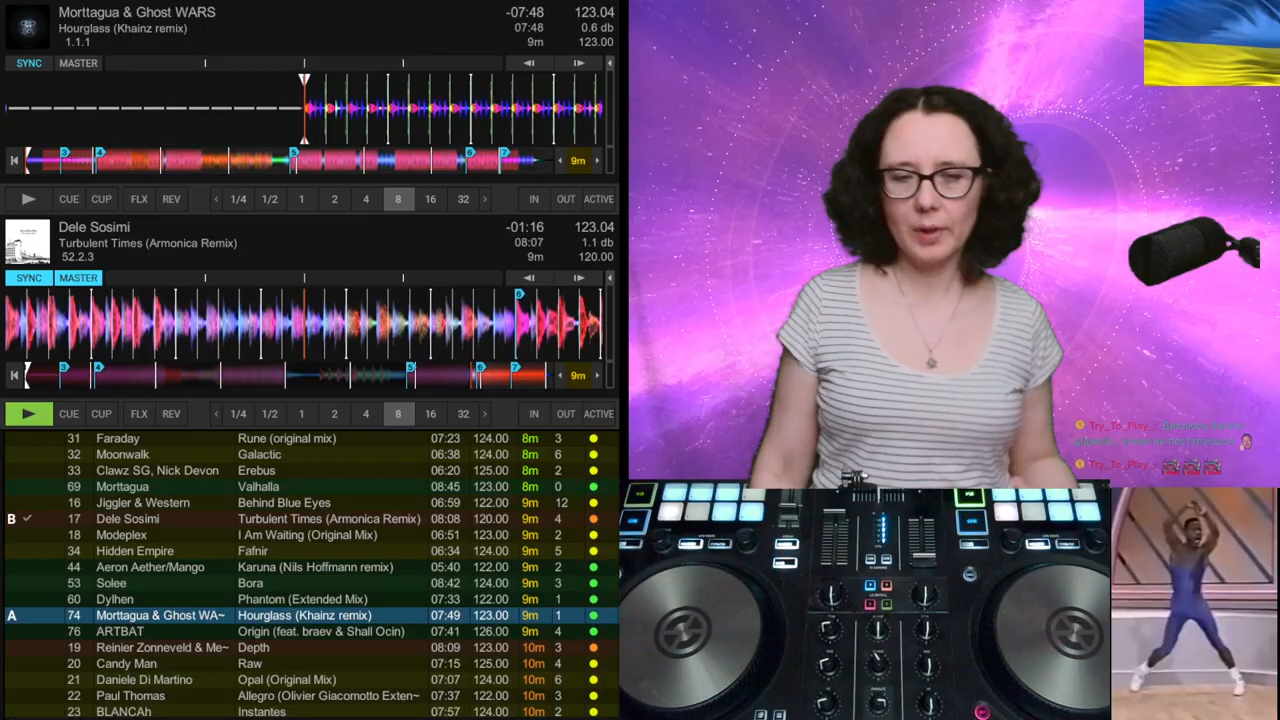 Morttagua & Ghost WARS -07:48 123.04
Hourglass (Khainz remix) 07:48 0.6 db
1.1.1 9m 123.00
SYNC MASTER
3 4 5 6 7 9m
CUE CUP FLX REV 1/4 1/2 1 2 4 8 16 32 IN OUT ACTIVE
Dele Sosimi -01:16 123.04
Turbulent Times (Armonica Remix) 08:07 1.1 db
52.2.3 9m 120.00
SYNC MASTER
6
3 4 5 6 7 9m
CUE CUP FLX REV 1/4 1/2 1 2 4 8 16 32 IN OUT ACTIVE
31 Faraday Rune (original mix) 07:23 124.00 8m 3
32 Moonwalk Galactic 06:38 124.00 8m 6
33 Clawz SG, Nick Devon Erebus 06:20 125.00 8m 2
69 Morttagua Valhalla 08:45 123.00 8m 0
16 Jiggler & Western Behind Blue Eyes 06:59 122.00 9m 12
B 17 Dele Sosimi Turbulent Times (Armonica Remix) 08:08 120.00 9m 4
18 Modeplex I Am Waiting (Original Mix) 06:51 123.00 9m 2
34 Hidden Empire Fafnir 06:34 124.00 9m 5
44 Aeron Aether/Mango Karuna (Nils Hoffmann remix) 05:40 122.00 9m 2
53 Solee Bora 08:42 124.00 9m 3
60 Dylhen Phantom (Extended Mix) 07:33 122.00 9m 1
A 74 Morttagua & Ghost WA~ Hourglass (Khainz remix) 07:49 123.00 9m 1
76 ARTBAT Origin (feat. braev & Shall Ocin) 07:41 126.00 9m 4
19 Reinier Zonneveld & Me~ Depth 08:09 123.00 10m 3
20 Candy Man Raw 07:15 125.00 10m 4
21 Daniele Di Martino Opal (Original Mix) 07:07 124.00 10m 6
22 Paul Thomas Allegro (Olivier Giacomotto Exten~ 07:37 122.00 10m 3
23 BLANCAh Instantes 07:57 124.00 10m 2
Try_To_Play_:
Try_To_Play_: